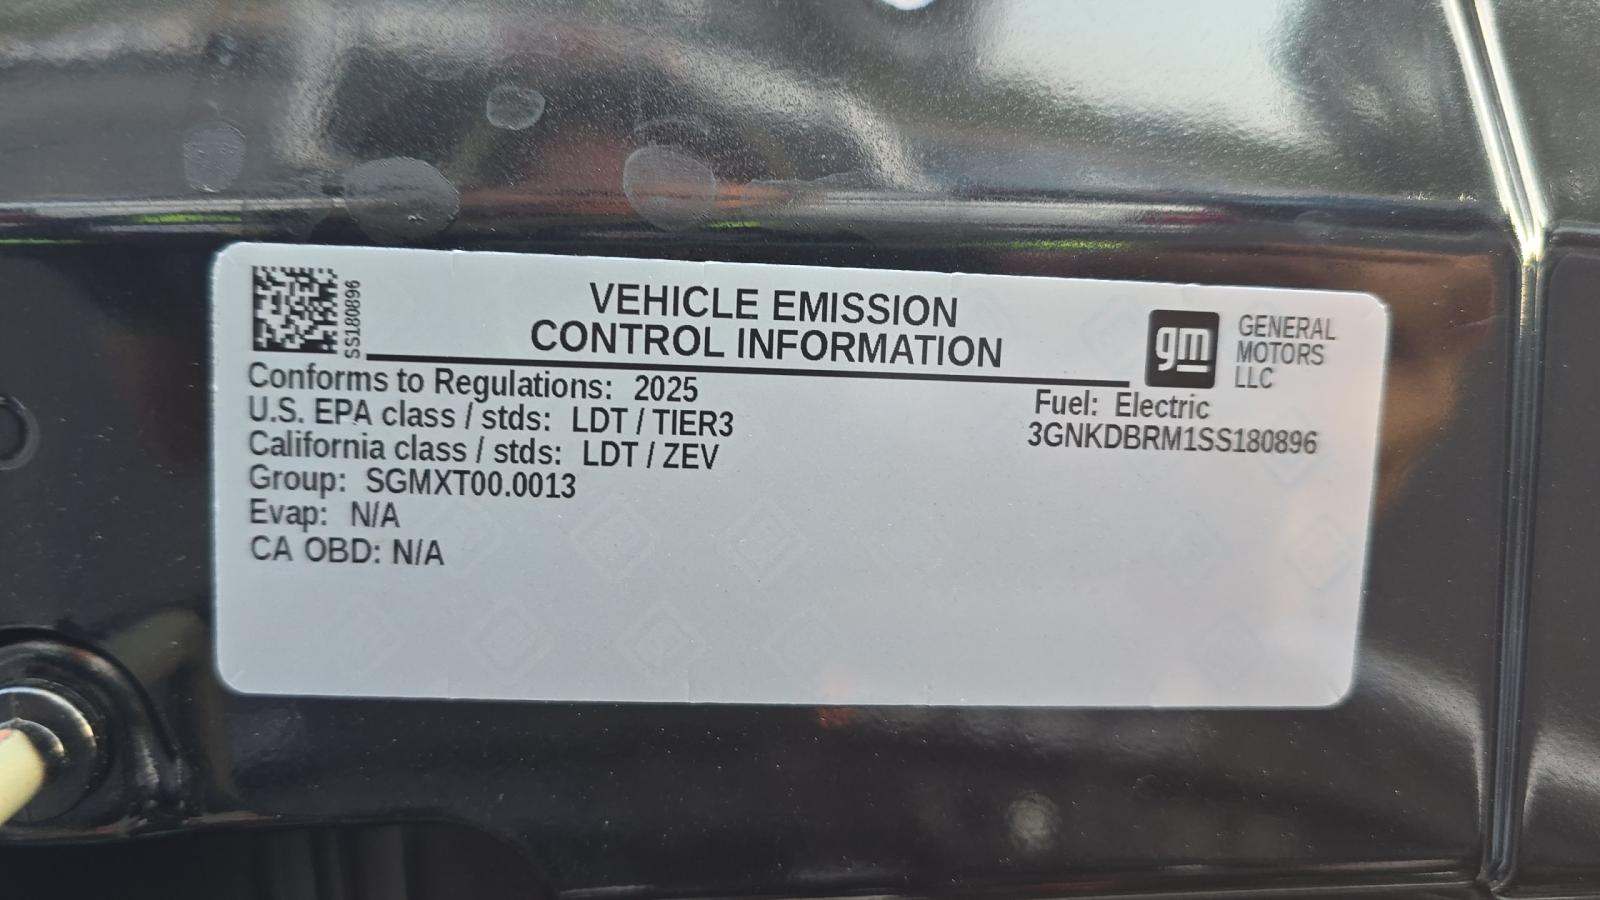 SS180896
VEHICLE EMISSION
CONTROL INFORMATION
gm
GENERAL
MOTORS
LLC
Conforms to Regulations: 2025
U.S. EPA class / stds: LDT / TIER3
California class / stds: LDT / ZEV
Group: SGMXT00.0013
Evap: N/A
CA OBD: N/A
Fuel: Electric
3GNKDBRM1SS180896